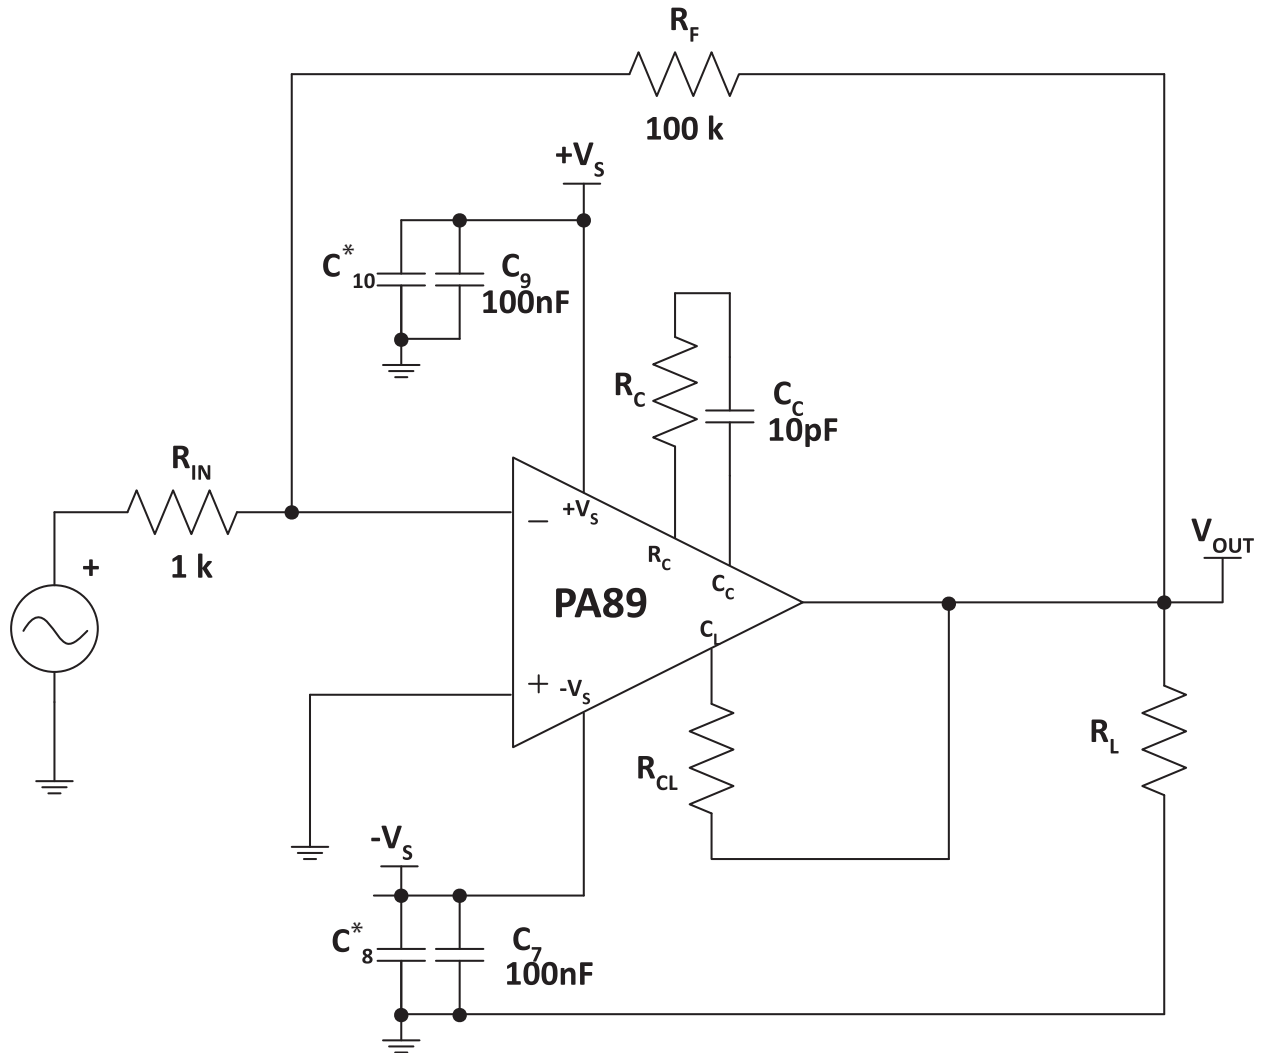 RF
100 k
+VS
C*10
C9
100nF
RC
CC
10pF
RIN
1 k
+
−
+VS
RC
CC
PA89
CL
+
-VS
VOUT
RCL
RL
-VS
C*8
C7
100nF